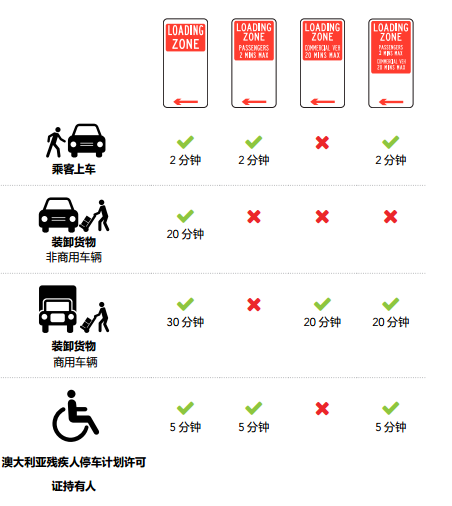 LOADING
ZONE
LOADING
ZONE
PASSENGERS
2 MINS MAX
LOADING
ZONE
COMMERCIAL VEH
20 MINS MAX
LOADING
ZONE
PASSENGERS
2 MINS MAX
COMMERCIAL VEH
20 MINS MAX
乘客上车
2 分钟 2 分钟 2 分钟
装卸货物
非商用车辆
20 分钟
装卸货物
商用车辆
30 分钟 20 分钟 20 分钟
澳大利亚残疾人停车计划许可
证持有人
5 分钟 5 分钟 5 分钟